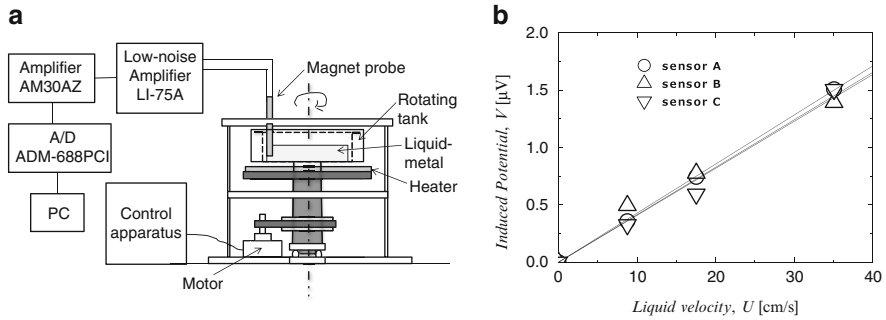 a
Amplifier
AM30AZ
Low-noise
Amplifier
LI-75A
Magnet probe
Rotating
tank
Liquid-
metal
Heater
A/D
ADM-688PCI
PC
Control
apparatus
Motor
b
Induced Potential, V [μV]
2.0
1.5
1.0
0.5
0.0
sensor A
sensor B
sensor C
0 10 20 30 40
Liquid velocity, U [cm/s]